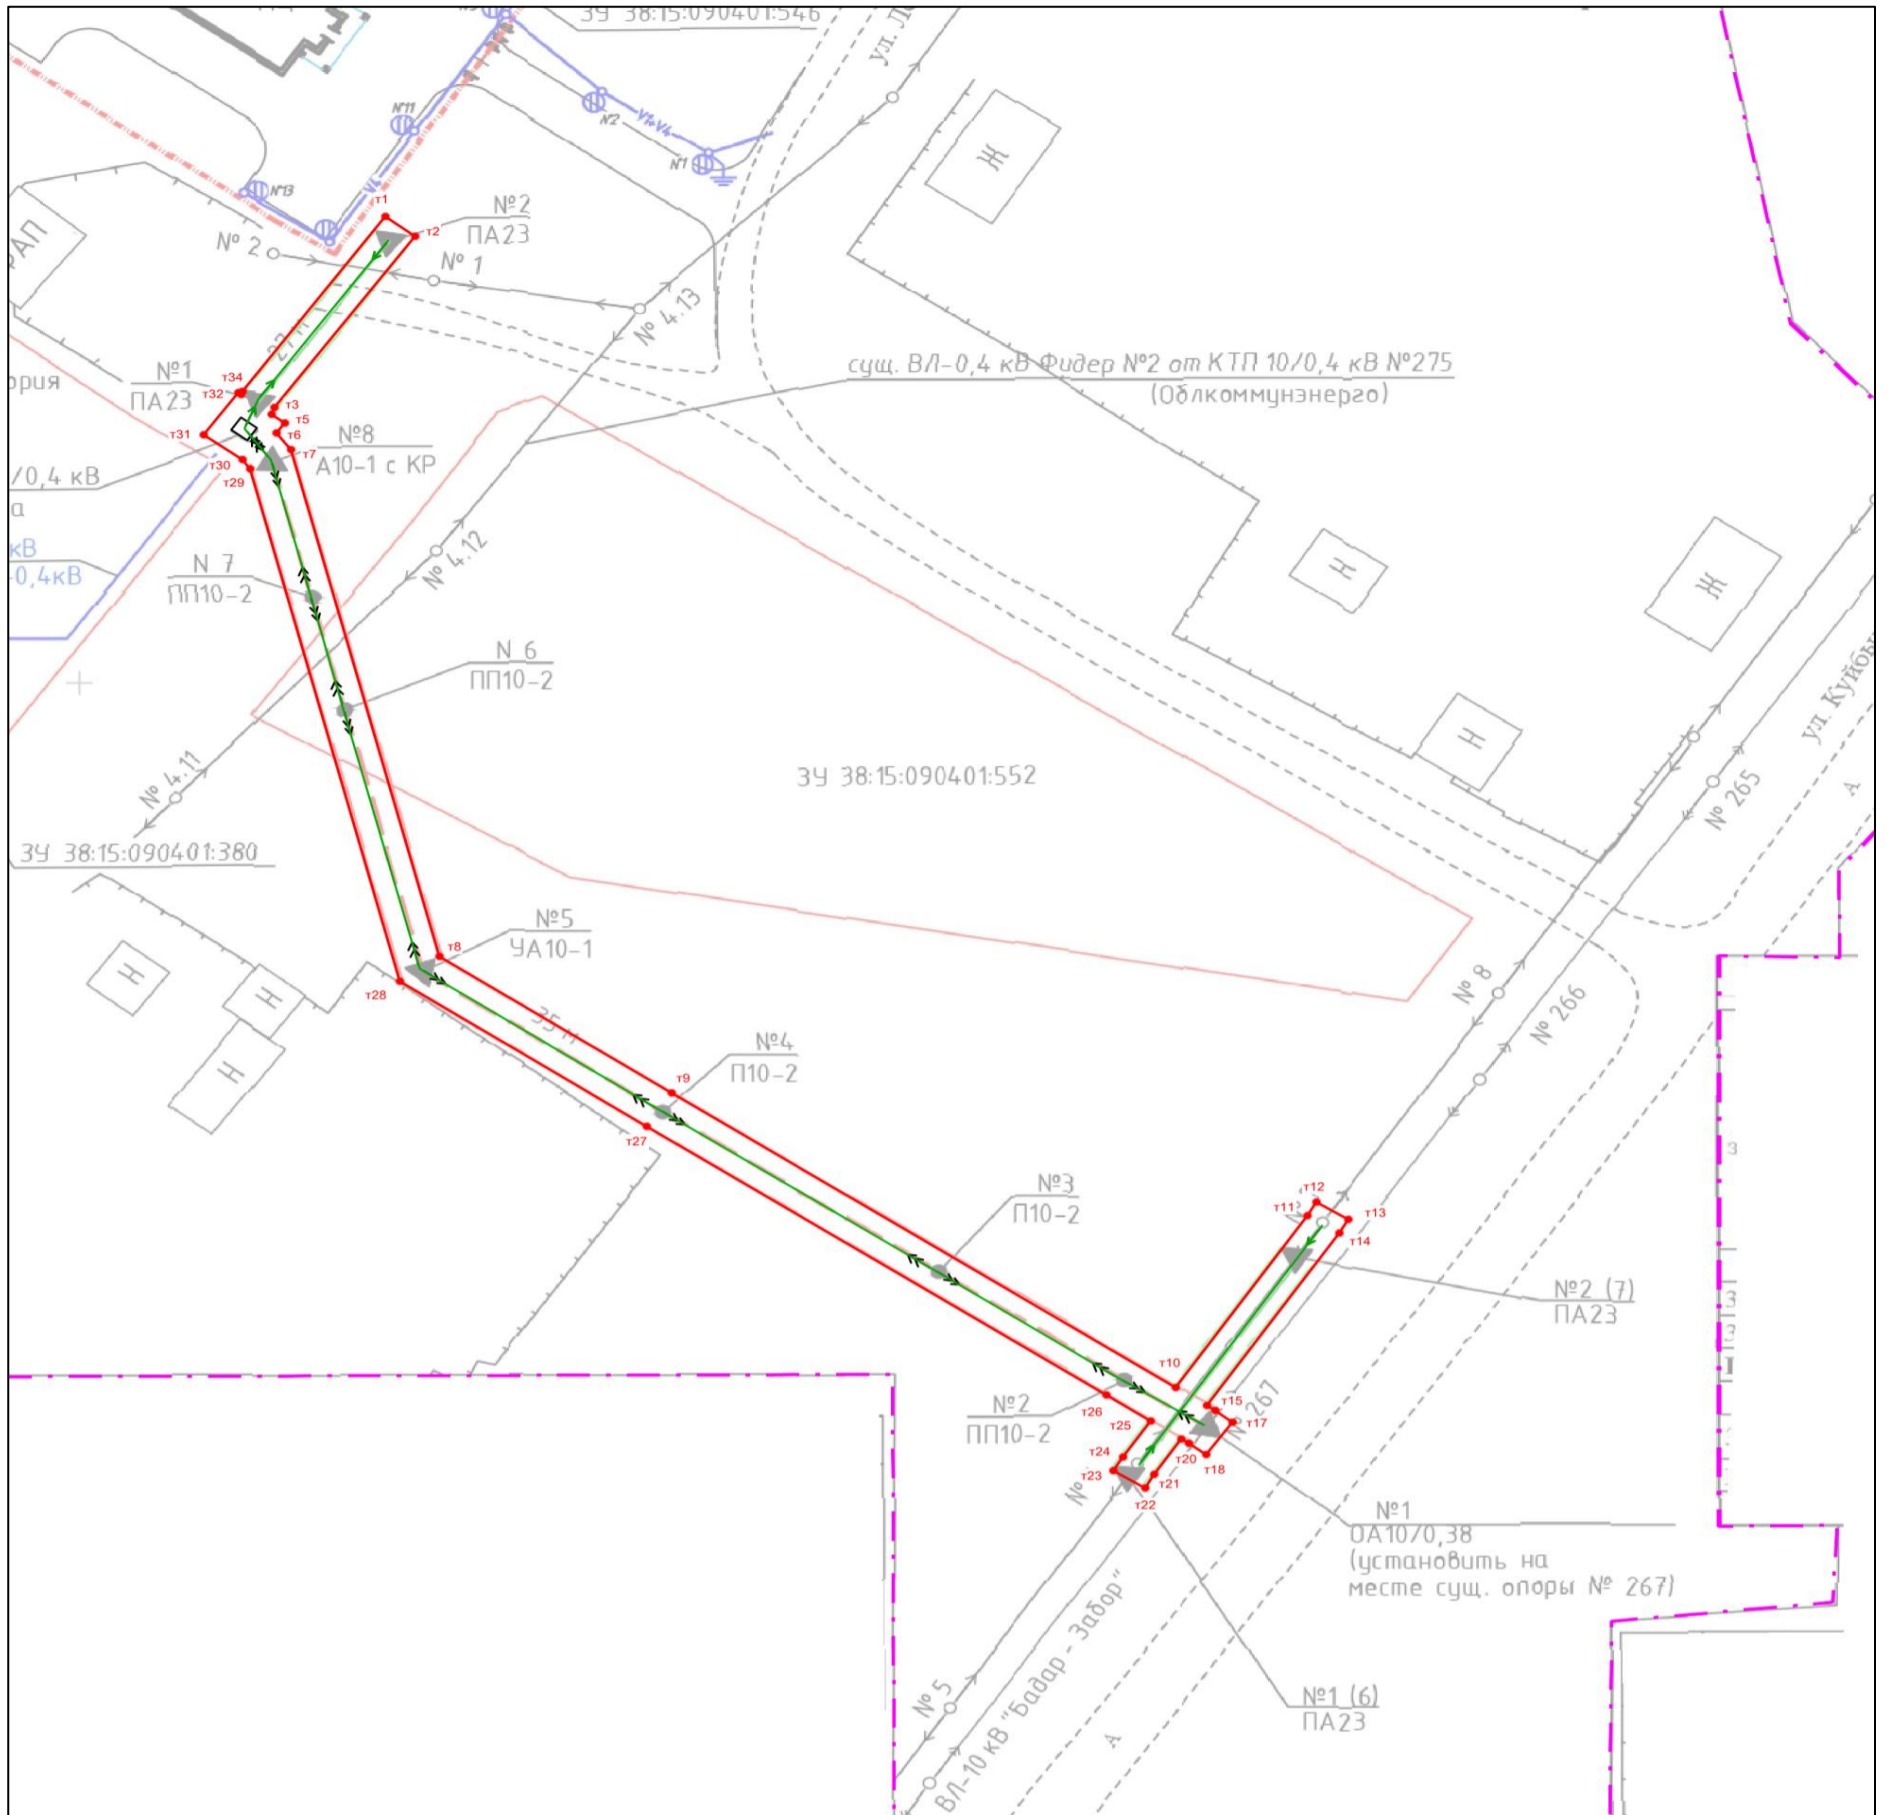 ЗУ 38:15:090401:546
№11
№2
V1,V4
№1
№13
V4
т1
т2
№2
ПА23
АП
№ 2
№ 1
№ 4.13
27 м
сущ. ВЛ-0,4 кВ Фидер №2 от КТП 10/0,4 кВ №275
(Облкоммунэнерго)
№1
ПА23
ория
т34
т32
т3
т5
т6
т7
т31
т30
т29
№8
А10-1 с КР
/0,4 кВ
а
кВ
-0,4кВ
N 7
ПП10-2
№ 4.12
N 6
ПП10-2
№ 4.11
ЗУ 38:15:090401:552
ЗУ 38:15:090401:380
Ж
Н
Ж
Н
№ 265
А
№5
УА10-1
т8
т28
Н
Н
Н
35 м
№4
П10-2
т9
т27
№ 8
№ 266
№3
П10-2
т12
т11
т13
т14
№2 (7)
ПА23
т10
т15
т17
№ 267
т26
т25
№2
ПП10-2
т24
т23
т20
т18
т21
т22
№1
ОА10/0,38
(установить на
месте сущ. опоры № 267)
№1 (6)
ПА23
№ 5
ВЛ-10 кВ "Бадар - Забор"
А